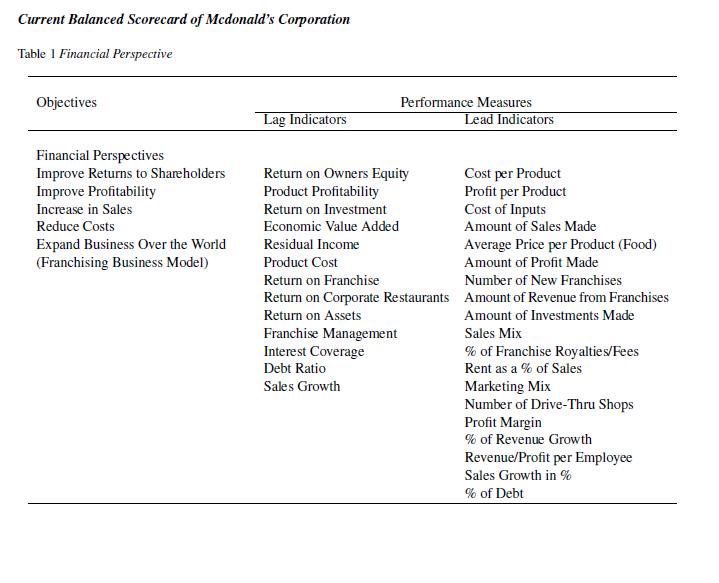 Current Balanced Scorecard of Mcdonald's Corporation
Table 1 Financial Perspective
Objectives Performance Measures
Lag Indicators Lead Indicators
Financial Perspectives
Improve Returns to Shareholders Return on Owners Equity Cost per Product
Improve Profitability Product Profitability Profit per Product
Increase in Sales Return on Investment Cost of Inputs
Reduce Costs Economic Value Added Amount of Sales Made
Expand Business Over the World Residual Income Average Price per Product (Food)
(Franchising Business Model) Product Cost Amount of Profit Made
Return on Franchise Number of New Franchises
Return on Corporate Restaurants Amount of Revenue from Franchises
Return on Assets Amount of Investments Made
Franchise Management Sales Mix
Interest Coverage % of Franchise Royalties/Fees
Debt Ratio Rent as a % of Sales
Sales Growth Marketing Mix
Number of Drive-Thru Shops
Profit Margin
% of Revenue Growth
Revenue/Profit per Employee
Sales Growth in %
% of Debt